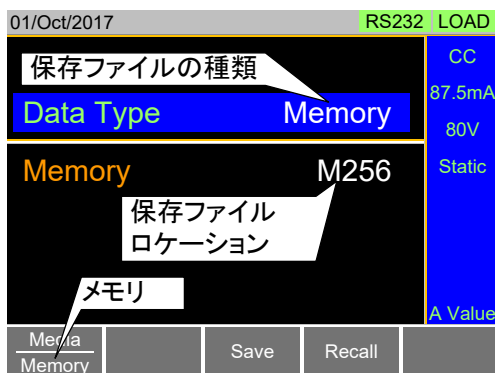 01/Oct/2017 RS232 LOAD
保存ファイルの種類
Data Type Memory
Memory M256
保存ファイル
ロケーション
メモリ
CC
87.5mA
80V
Static
A Value
Media
Memory
Save
Recall